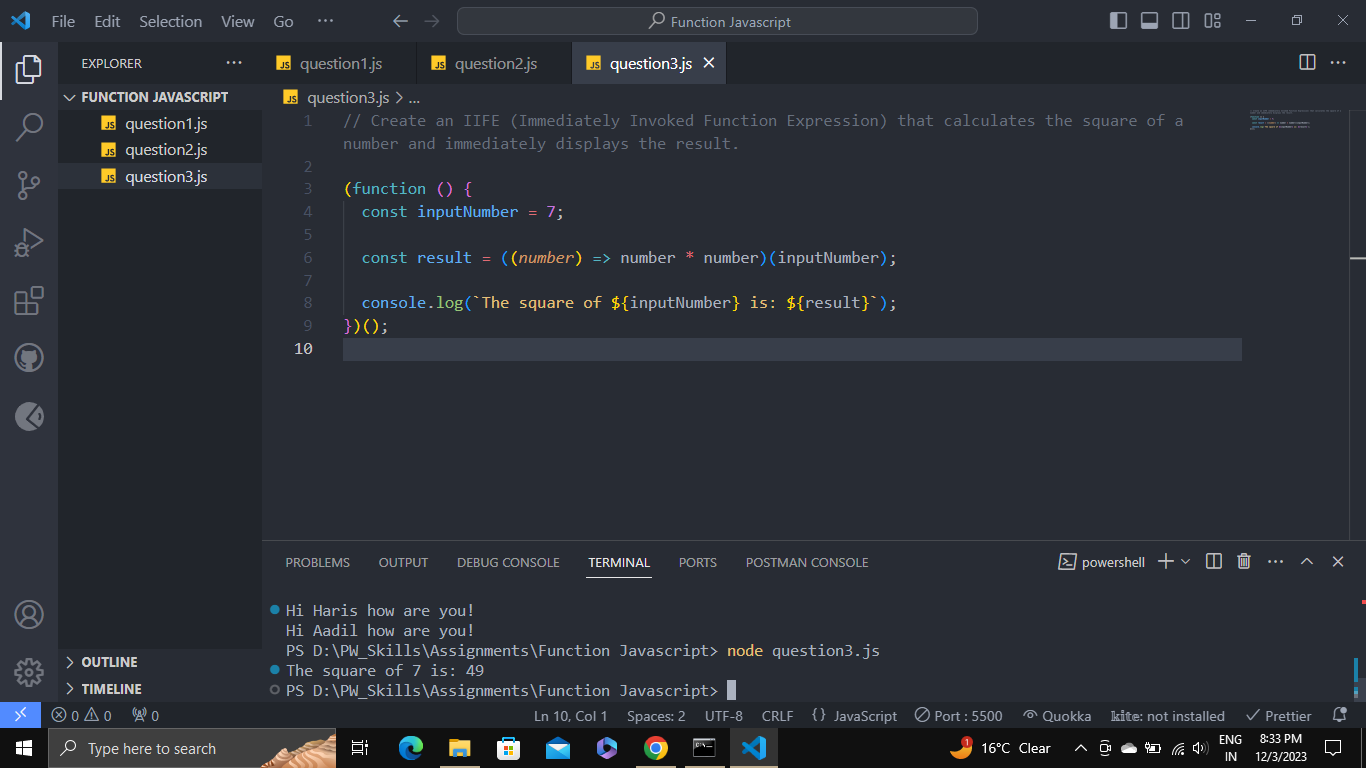 File Edit Selection View Go ··· Function Javascript
EXPLORER ···
question1.js question2.js question3.js
FUNCTION JAVASCRIPT
question1.js
question2.js
question3.js
question3.js > ...
1 // Create an IIFE (Immediately Invoked Function Expression) that calculates the square of a
number and immediately displays the result.
2
3 (function () {
4 const inputNumber = 7;
5
6 const result = ((number) => number * number)(inputNumber);
7
8 console.log(`The square of ${inputNumber} is: ${result}`);
9 })();
10
OUTLINE
TIMELINE
PROBLEMS OUTPUT DEBUG CONSOLE TERMINAL PORTS POSTMAN CONSOLE powershell
Hi Haris how are you!
Hi Aadil how are you!
PS D:\PW_Skills\Assignments\Function Javascript> node question3.js
The square of 7 is: 49
PS D:\PW_Skills\Assignments\Function Javascript>
0 0 0 Ln 10, Col 1 Spaces: 2 UTF-8 CRLF {} JavaScript Port : 5500 Quokka kite: not installed Prettier
Type here to search 1 16°C Clear ENG IN 8:33 PM 12/3/2023